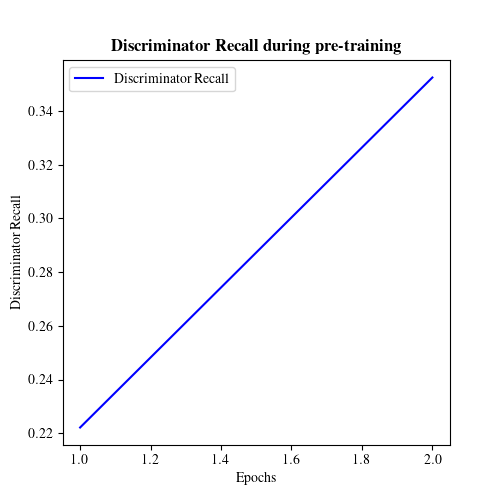 Discriminator Recall during pre-training
Discriminator Recall
Discriminator Recall
0.34
0.32
0.30
0.28
0.26
0.24
0.22
1.0 1.2 1.4 1.6 1.8 2.0
Epochs